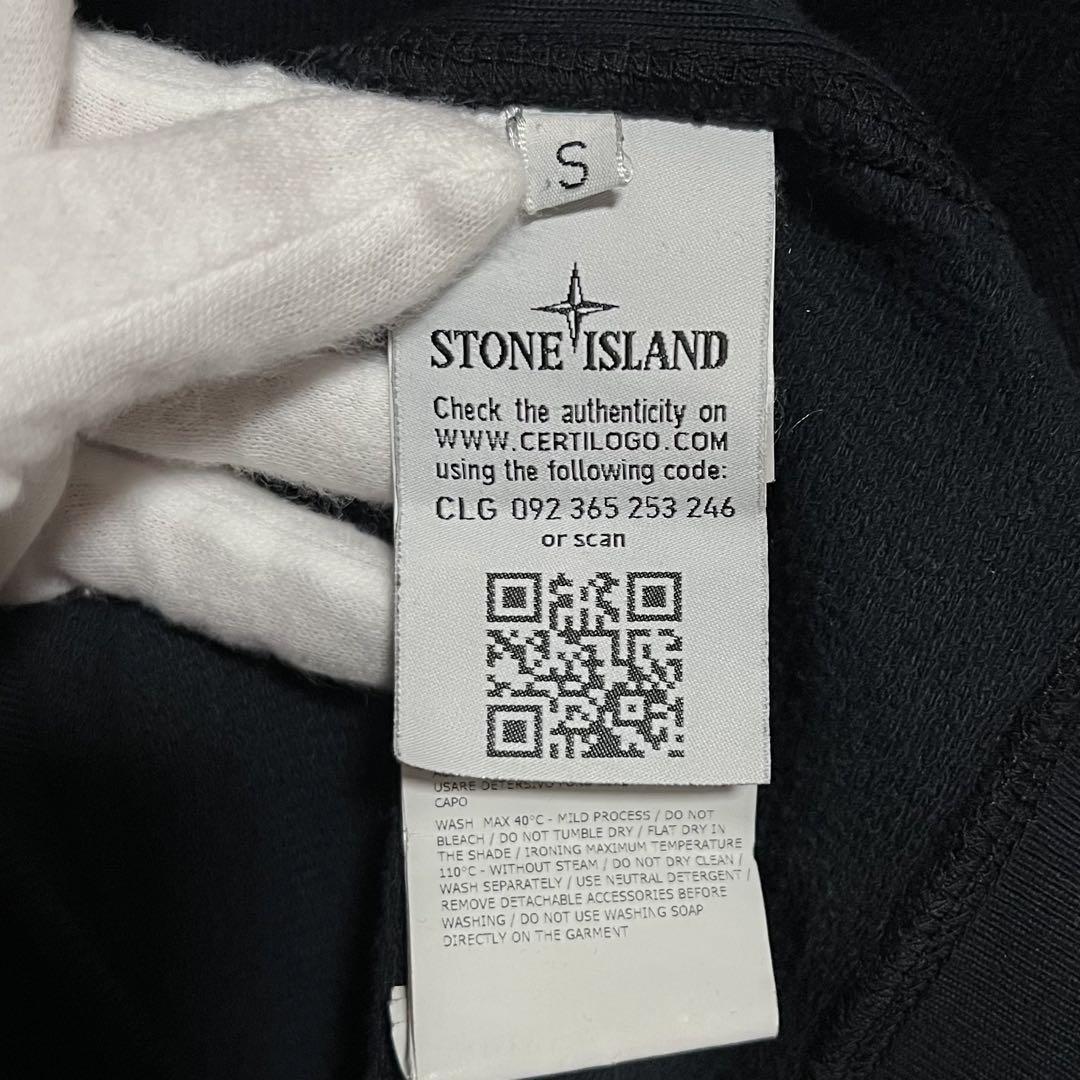 S
STONE ISLAND
Check the authenticity on
WWW.CERTILOGO.COM
using the following code:
CLG 092 365 253 246
or scan
USARE DETERSIVO
CAPO
WASH MAX 40°C - MILD PROCESS / DO NOT
BLEACH / DO NOT TUMBLE DRY / FLAT DRY IN
THE SHADE / IRONING MAXIMUM TEMPERATURE
110°C - WITHOUT STEAM / DO NOT DRY CLEAN /
WASH SEPARATELY / USE NEUTRAL DETERGENT /
REMOVE DETACHABLE ACCESSORIES BEFORE
WASHING / DO NOT USE WASHING SOAP
DIRECTLY ON THE GARMENT